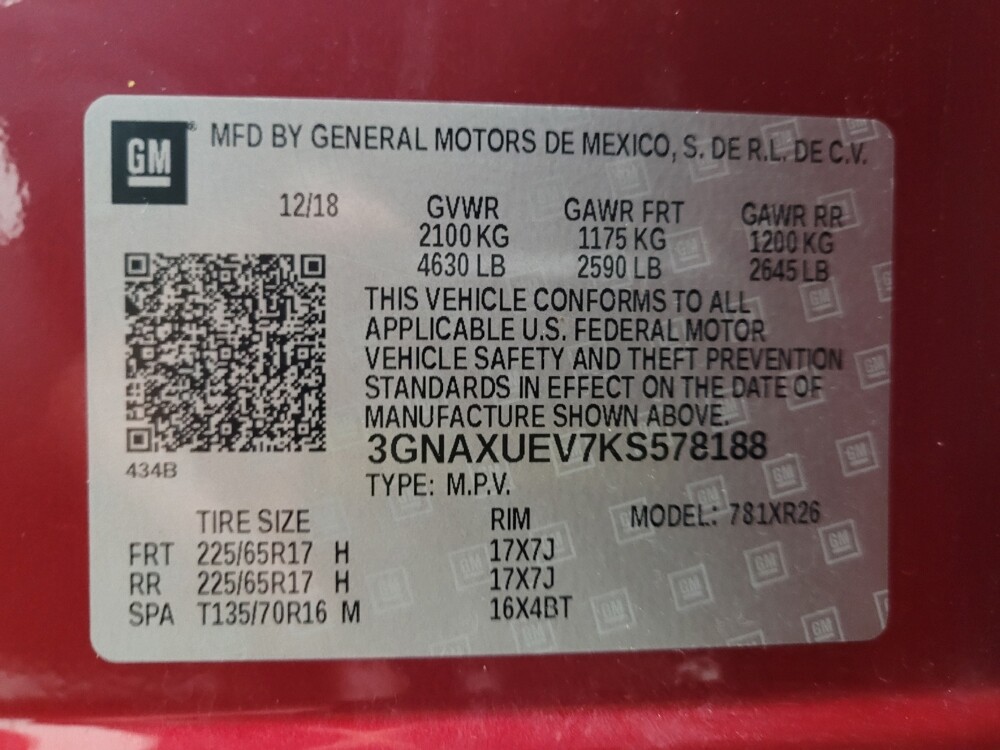 GM ® MFD BY GENERAL MOTORS DE MEXICO, S. DE R.L. DE C.V.
12/18 GVWR GAWR FRT GAWR RR
2100 KG 1175 KG 1200 KG
4630 LB 2590 LB 2645 LB
THIS VEHICLE CONFORMS TO ALL
APPLICABLE U.S. FEDERAL MOTOR
VEHICLE SAFETY AND THEFT PREVENTION
STANDARDS IN EFFECT ON THE DATE OF
MANUFACTURE SHOWN ABOVE.
3GNAXUEV7KS578188
434B
TYPE: M.P.V.
TIRE SIZE RIM MODEL: 781XR26
FRT 225/65R17 H 17X7J
RR 225/65R17 H 17X7J
SPA T135/70R16 M 16X4BT